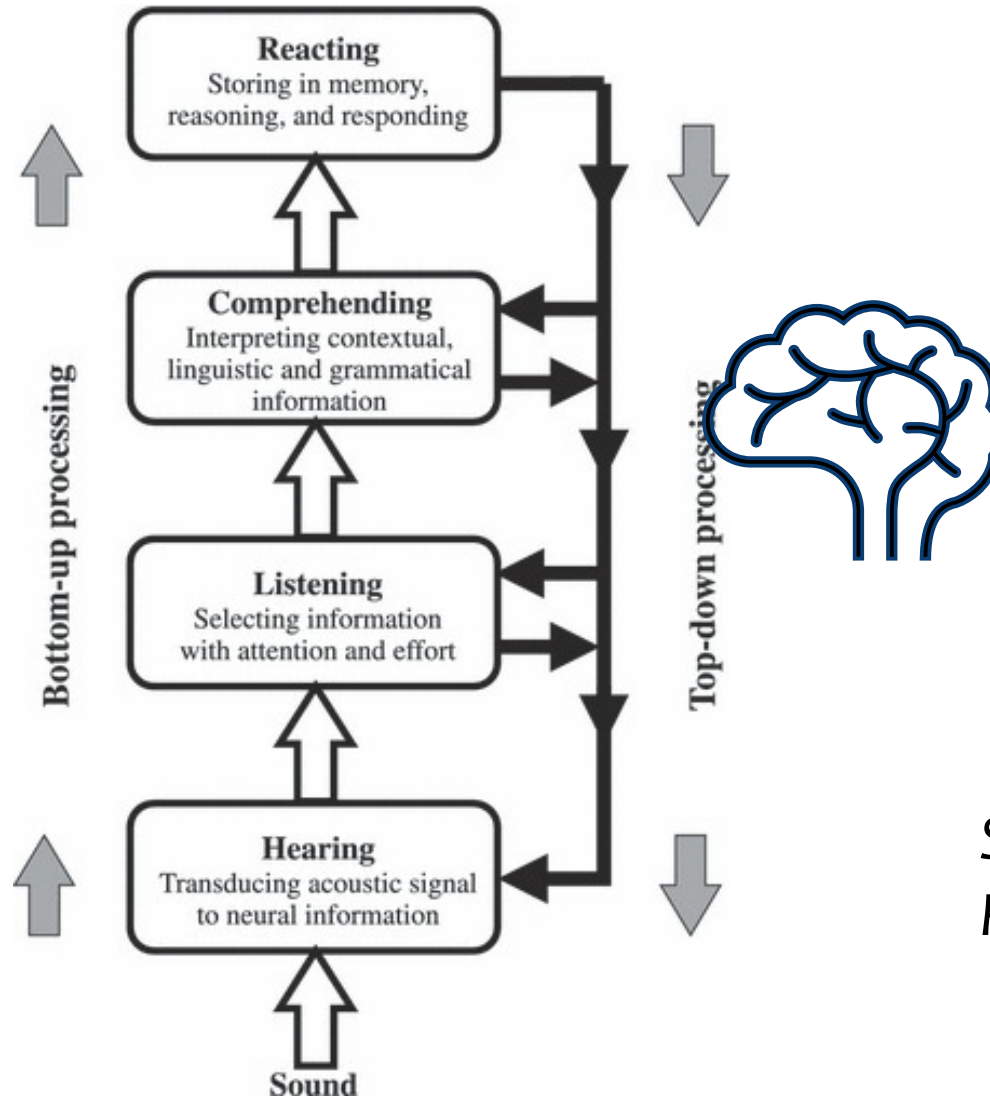 Reacting
Storing in memory,
reasoning, and responding
Comprehending
Interpreting contextual,
linguistic and grammatical
information
Listening
Selecting information
with attention and effort
Hearing
Transducing acoustic signal
to neural information
Sound
Bottom-up processing
Top-down processing